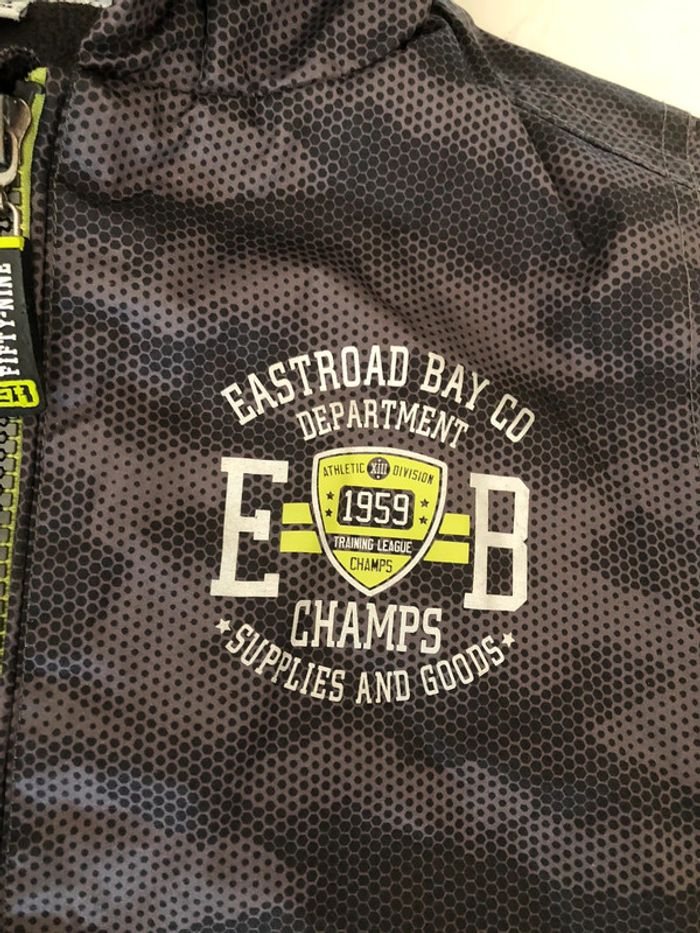 EASTROAD BAY CO
DEPARTMENT
ATHLETIC XIII DIVISION
E 1959 B
TRAINING LEAGUE
CHAMPS
CHAMPS
SUPPLIES AND GOODS
FIFTY-NINE